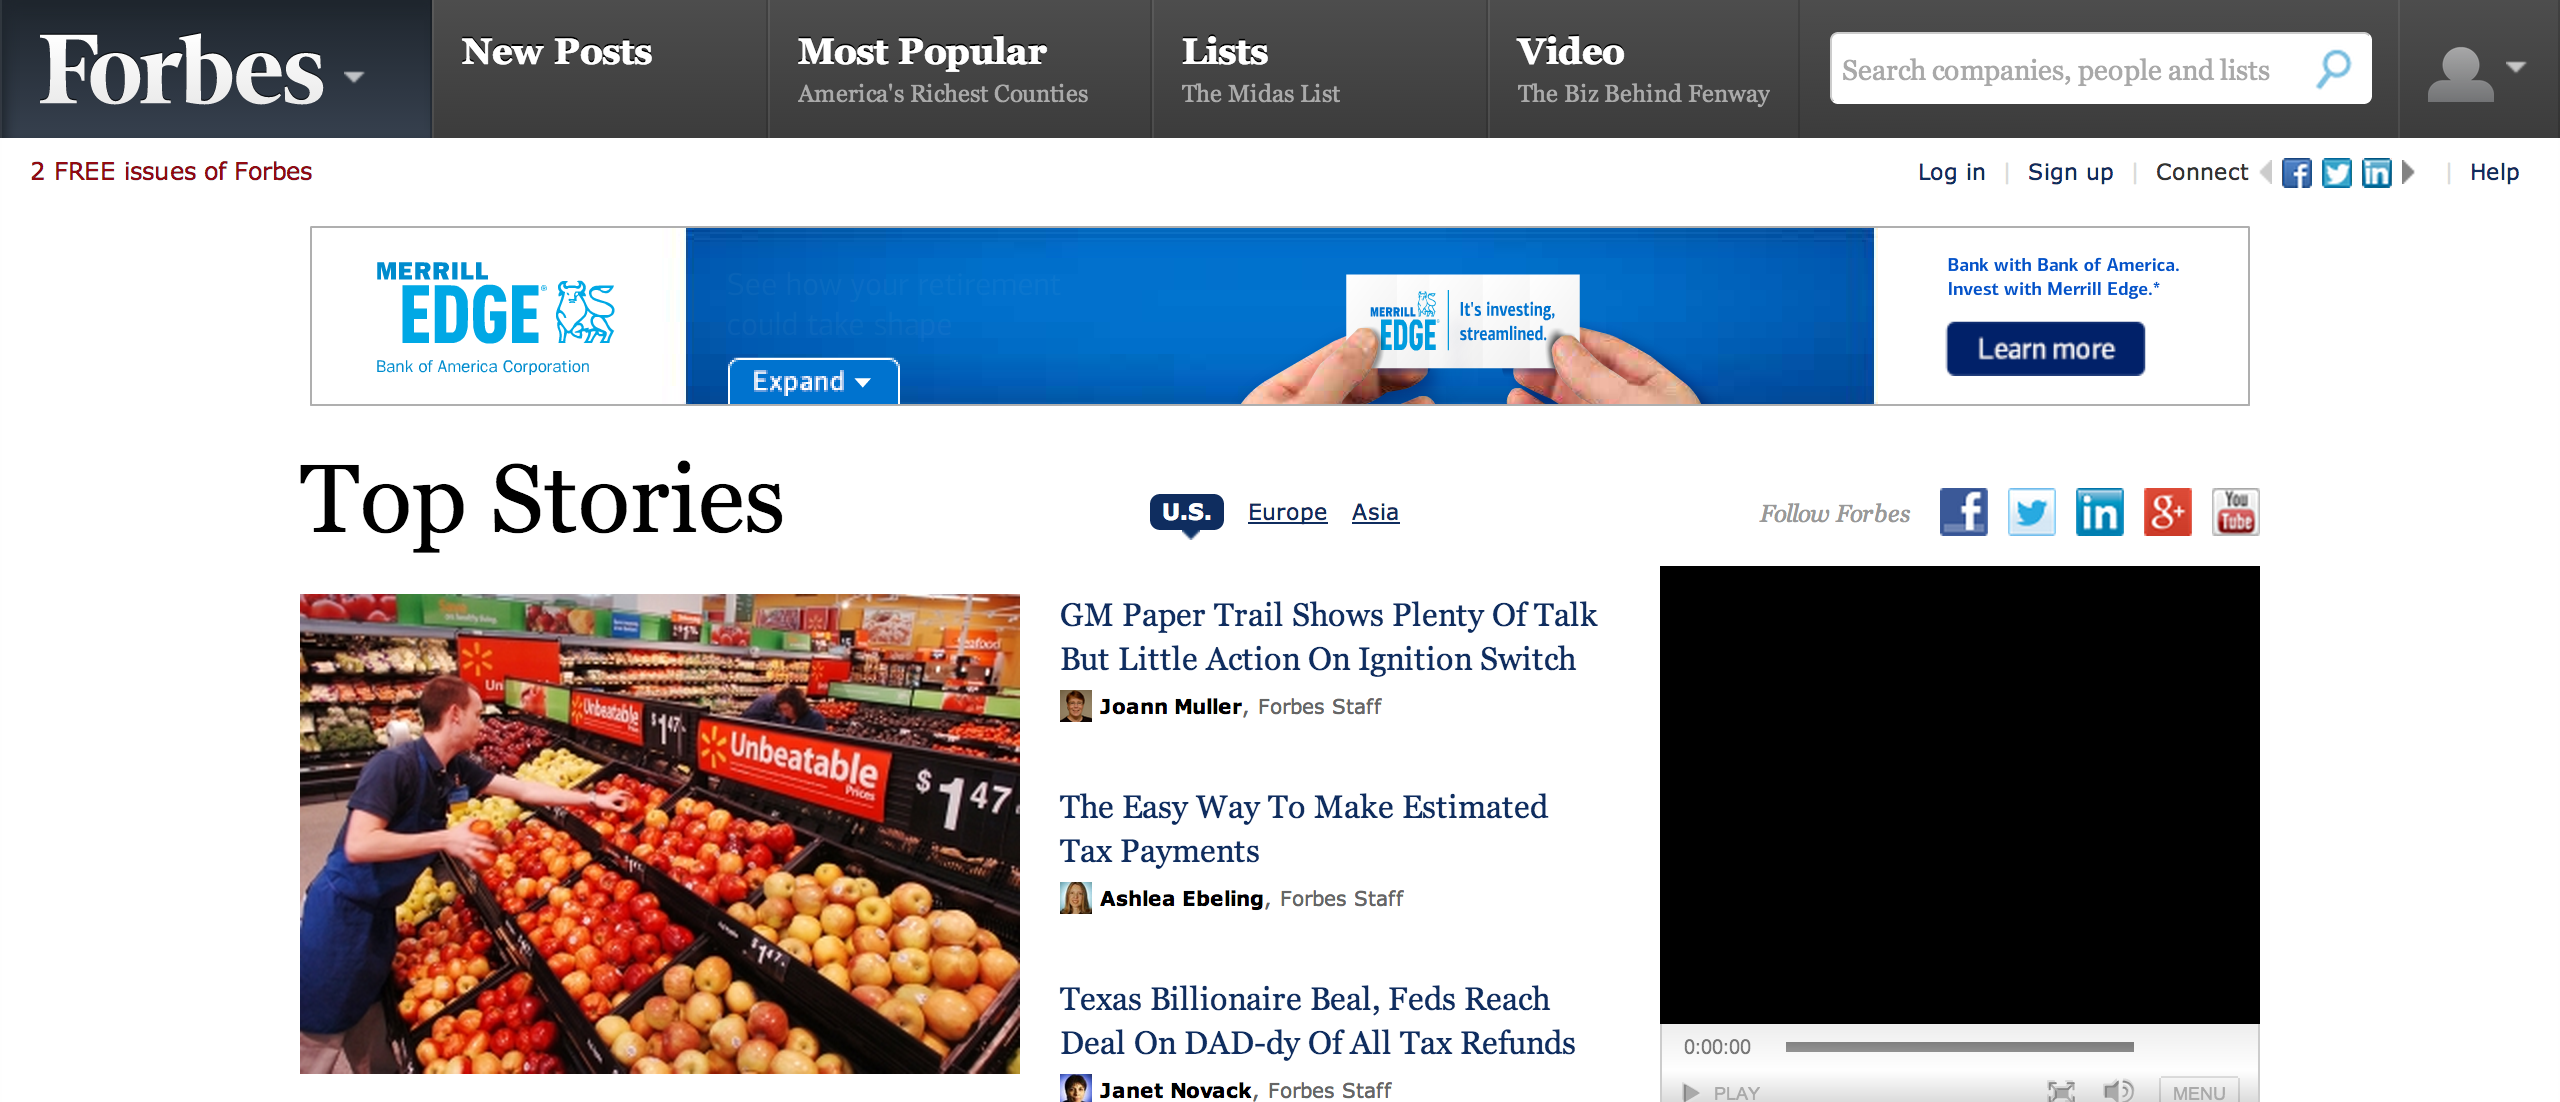 Forbes
New Posts
Most Popular
America's Richest Counties
Lists
The Midas List
Video
The Biz Behind Fenway
Search companies, people and lists
2 FREE issues of Forbes
Log in | Sign up | Connect
Help
MERRILL
EDGE
Bank of America Corporation
See how your retirement
could take shape
Expand
MERRILL
EDGE
It's investing,
streamlined.
Bank with Bank of America.
Invest with Merrill Edge.*
Learn more
Top Stories
U.S. Europe Asia
Follow Forbes
You
Tube
Unbeatable
Prices
$147
Unbeatable
$147
$147
GM Paper Trail Shows Plenty Of Talk
But Little Action On Ignition Switch
Joann Muller, Forbes Staff
The Easy Way To Make Estimated
Tax Payments
Ashlea Ebeling, Forbes Staff
Texas Billionaire Beal, Feds Reach
Deal On DAD-dy Of All Tax Refunds
Janet Novack, Forbes Staff
0:00:00
PLAY
MENU